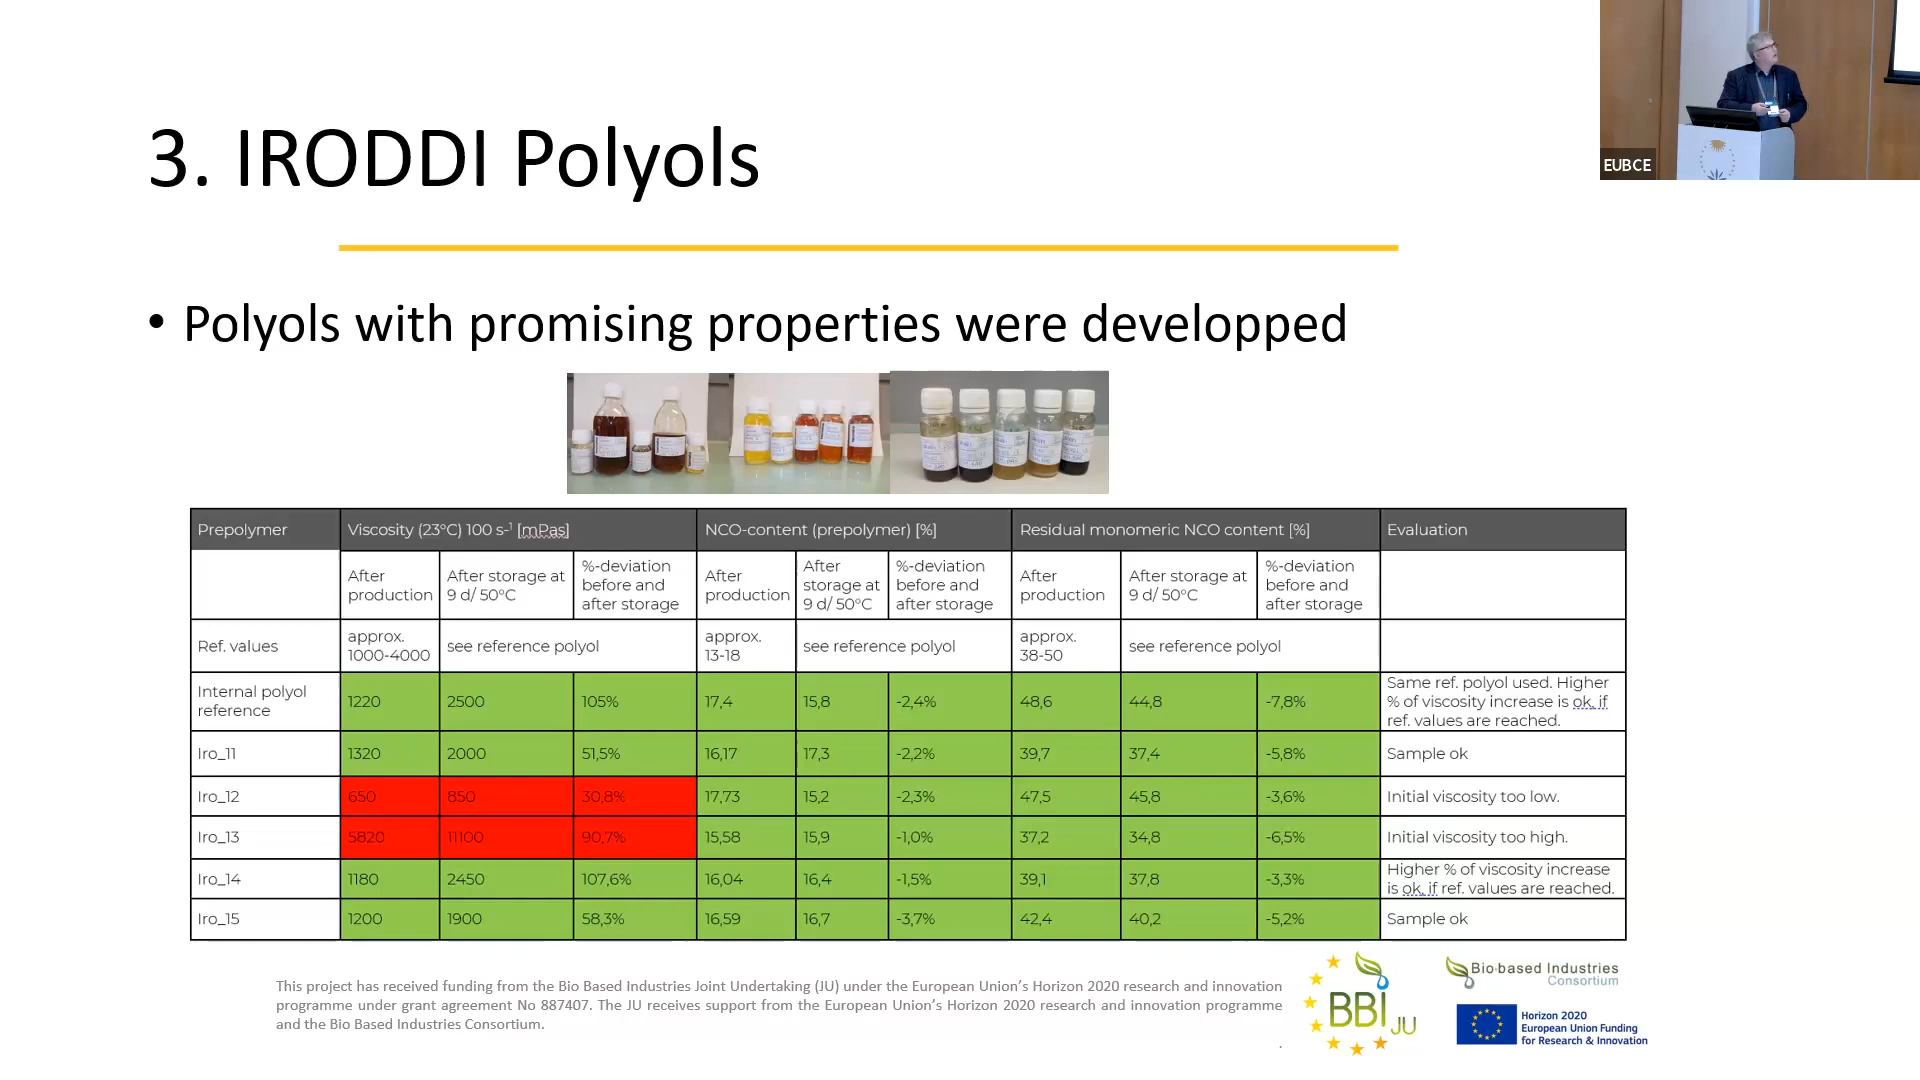 EUBCE
3. IRODDI Polyols
• Polyols with promising properties were developped
Prepolymer Viscosity (23°C) 100 s-1 [mPas] NCO-content (prepolymer) [%] Residual monomeric NCO content [%] Evaluation
After production After storage at 9 d/ 50°C %-deviation before and after storage After production After storage at 9 d/ 50°C %-deviation before and after storage After production After storage at 9 d/ 50°C %-deviation before and after storage
Ref. values approx. 1000-4000 see reference polyol approx. 13-18 see reference polyol approx. 38-50 see reference polyol
Internal polyol reference 1220 2500 105% 17,4 15,8 -2,4% 48,6 44,8 -7,8% Same ref. polyol used. Higher % of viscosity increase is ok, if ref. values are reached.
Iro_11 1320 2000 51,5% 16,17 17,3 -2,2% 39,7 37,4 -5,8% Sample ok
Iro_12 650 850 30,8% 17,73 15,2 -2,3% 47,5 45,8 -3,6% Initial viscosity too low.
Iro_13 5820 11100 90,7% 15,58 15,9 -1,0% 37,2 34,8 -6,5% Initial viscosity too high.
Iro_14 1180 2450 107,6% 16,04 16,4 -1,5% 39,1 37,8 -3,3% Higher % of viscosity increase is ok, if ref. values are reached.
Iro_15 1200 1900 58,3% 16,59 16,7 -3,7% 42,4 40,2 -5,2% Sample ok
This project has received funding from the Bio Based Industries Joint Undertaking (JU) under the European Union's Horizon 2020 research and innovation
programme under grant agreement No 887407. The JU receives support from the European Union's Horizon 2020 research and innovation programme
and the Bio Based Industries Consortium.
.
BBI JU
Bio-based Industries
Consortium
Horizon 2020
European Union Funding
for Research & Innovation